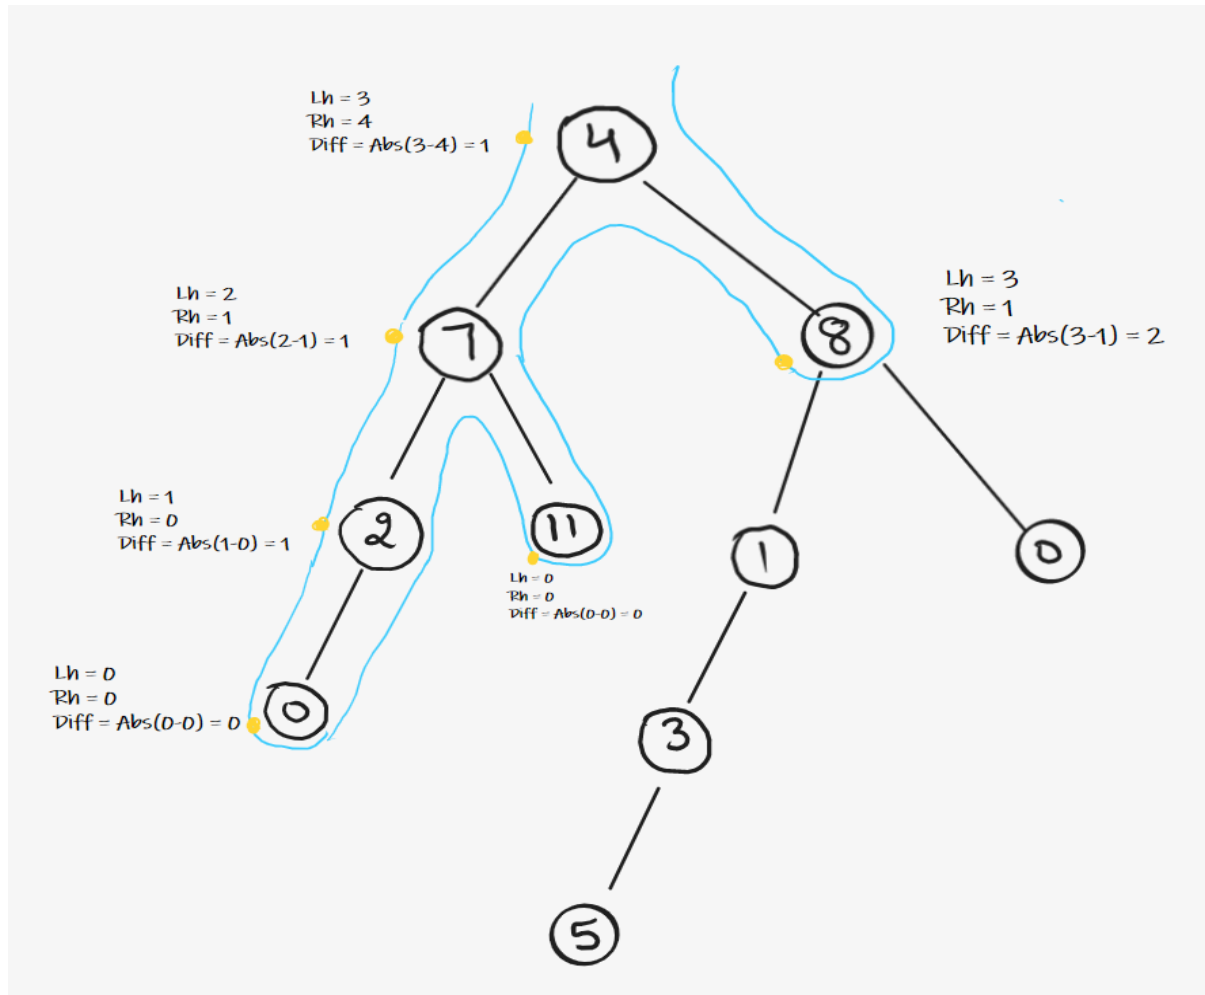 Lh = 3
Rh = 4
Diff = Abs(3-4) = 1
4
Lh = 2
Rh = 1
Diff = Abs(2-1) = 1
7
8
Lh = 3
Rh = 1
Diff = Abs(3-1) = 2
Lh = 1
Rh = 0
Diff = Abs(1-0) = 1
2
11
Lh = 0
Rh = 0
Diff = Abs(0-0) = 0
1
0
Lh = 0
Rh = 0
Diff = Abs(0-0) = 0
0
3
5